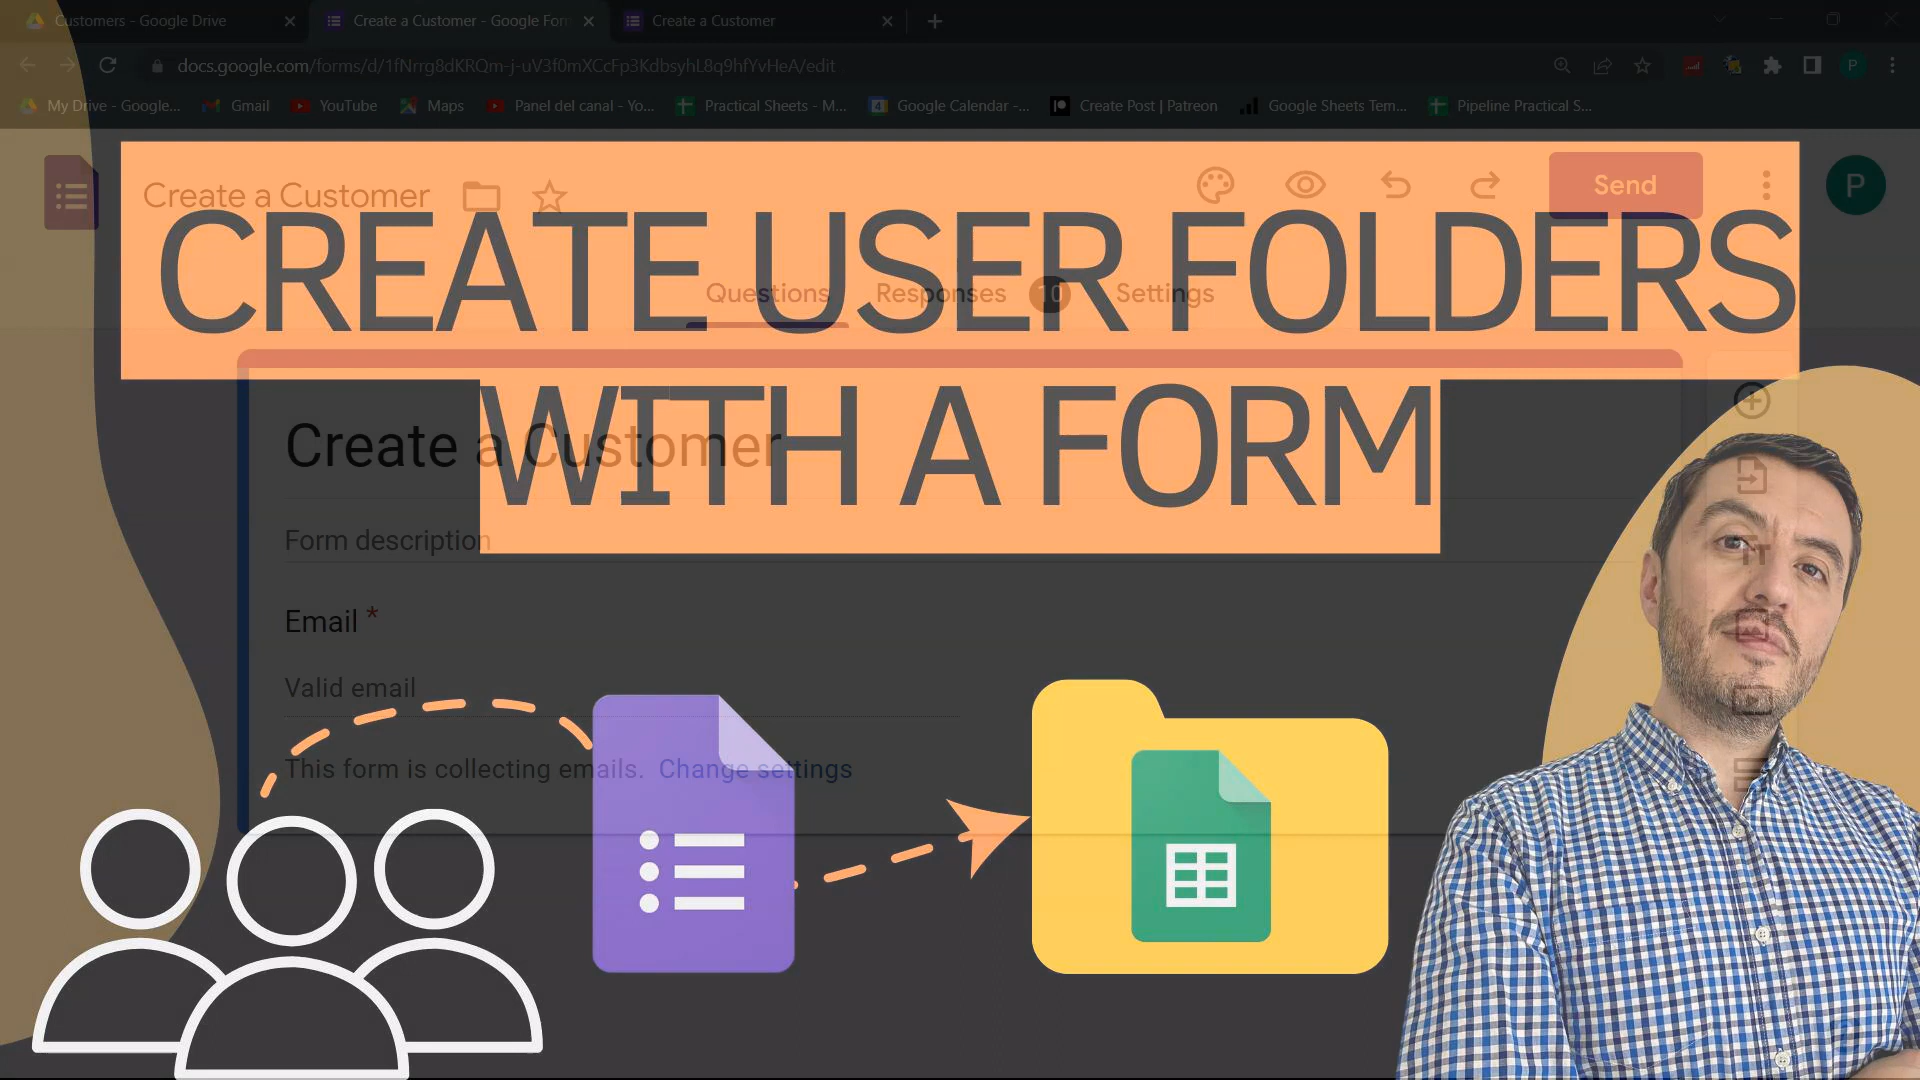 Customers - Google Drive
Create a Customer - Google Form
Create a Customer
docs.google.com/forms/d/1fNrrg8dKRQm-j-uV3f0mXCcFp3KdbsyhL8q9hfYvHeA/edit
P
My Drive - Google...
Gmail
YouTube
Maps
Panel del canal - Yo...
Practical Sheets - M...
4
Google Calendar -...
Create Post | Patreon
Google Sheets Tem...
Pipeline Practical S...
Create a Customer
Send
P
CREATE USER FOLDERS
Questions
Responses
10
Settings
WITH A FORM
Create a Customer
Form description
Email *
Valid email
This form is collecting emails. Change settings